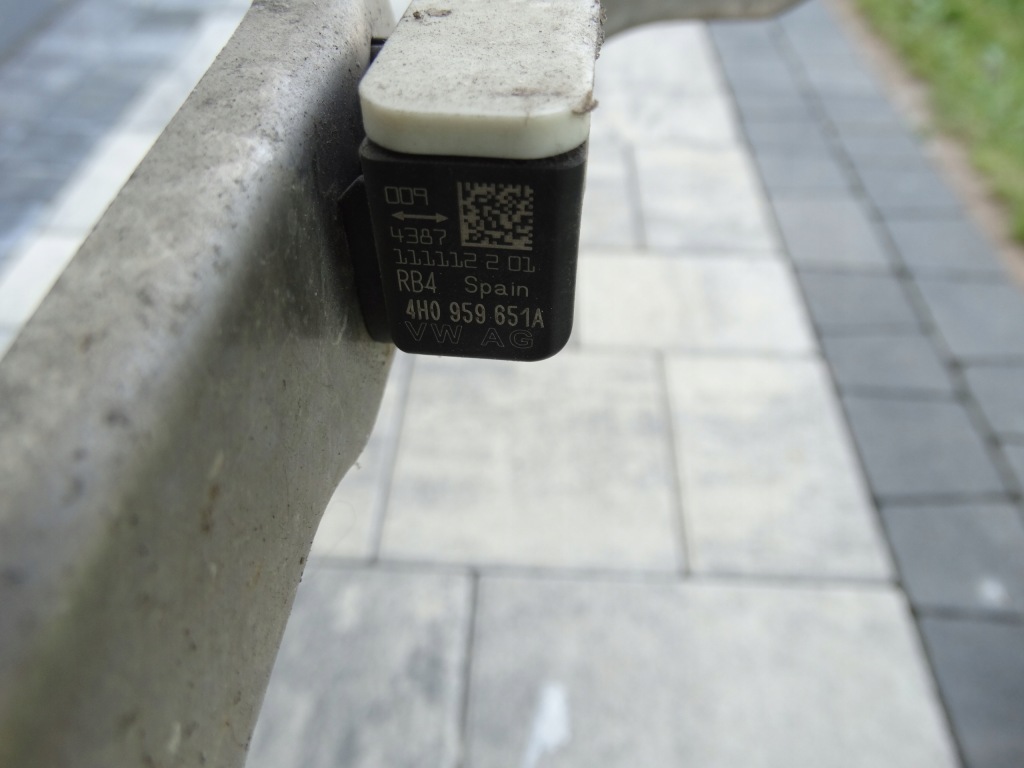 009
4387
111112 2 01
RB4 Spain
4H0 959 651A
VW AG